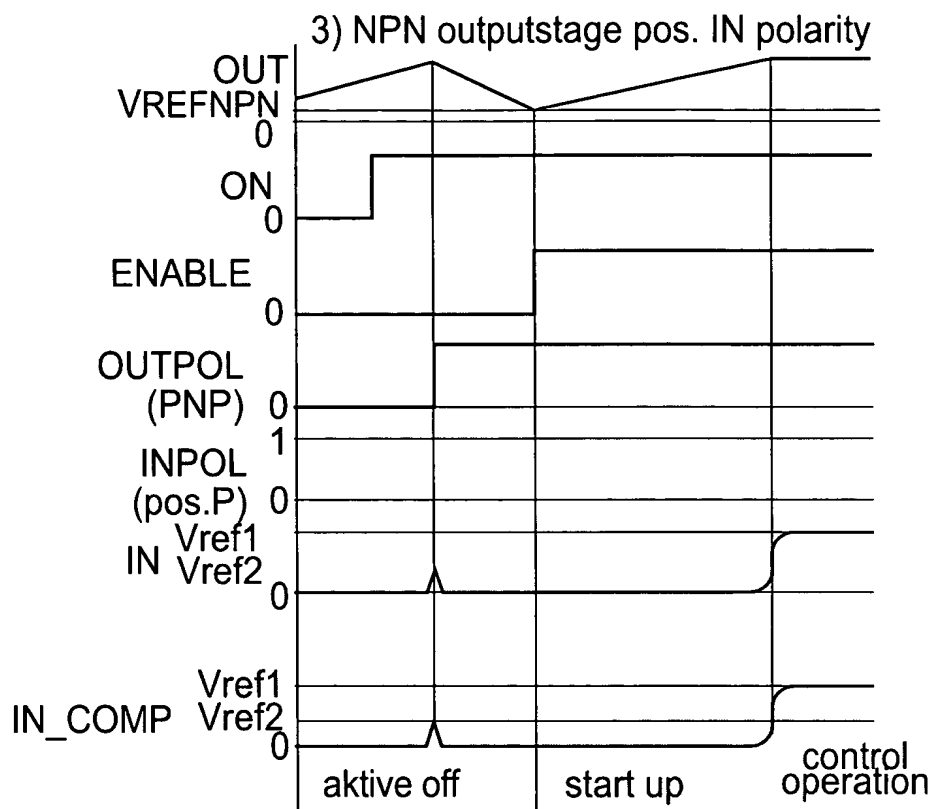 3) NPN outputstage pos. IN polarity
OUT
VREFNPN
0
ON
0
ENABLE
0
OUTPOL
(PNP) 0
1
INPOL
(pos.P) 0
Vref1
IN Vref2
0
Vref1
IN_COMP Vref2
0
aktive off
start up
control
operation